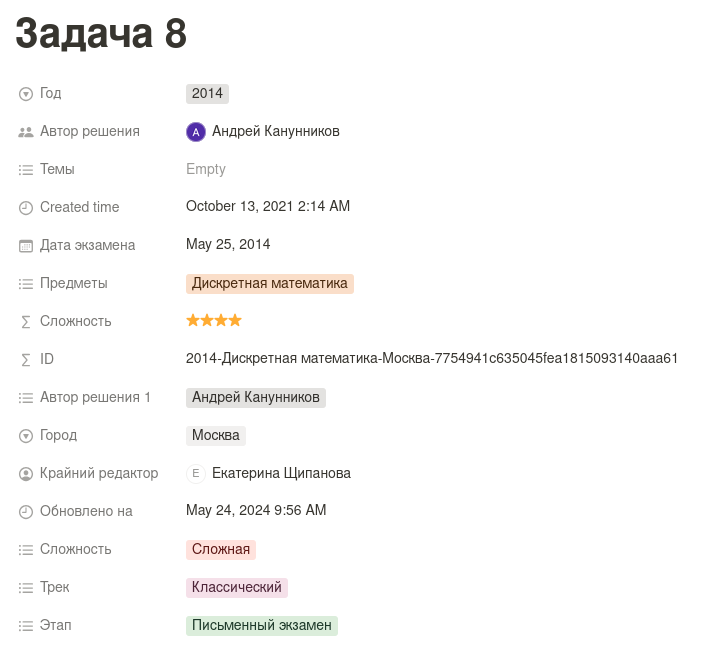 Задача 8
Год 2014
Автор решения А Андрей Канунников
Темы Empty
Created time October 13, 2021 2:14 AM
Дата экзамена May 25, 2014
Предметы Дискретная математика
Сложность ⭐⭐⭐⭐
ID 2014-Дискретная математика-Москва-7754941c635045fea1815093140aaa61
Автор решения 1 Андрей Канунников
Город Москва
Крайний редактор Е Екатерина Щипанова
Обновлено на May 24, 2024 9:56 AM
Сложность Сложная
Трек Классический
Этап Письменный экзамен